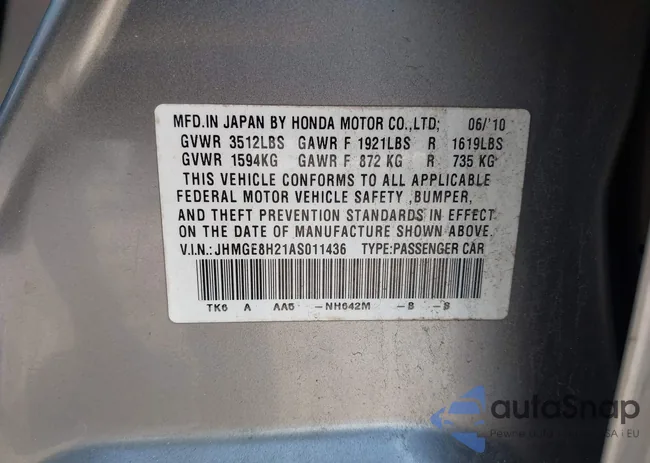 MFD.IN JAPAN BY HONDA MOTOR CO.,LTD; 06/'10
GVWR 3512LBS GAWR F 1921LBS R 1619LBS
GVWR 1594KG GAWR F 872 KG R 735 KG
THIS VEHICLE CONFORMS TO ALL APPLICABLE
FEDERAL MOTOR VEHICLE SAFETY ,BUMPER,
AND THEFT PREVENTION STANDARDS IN EFFECT
ON THE DATE OF MANUFACTURE SHOWN ABOVE.
V.I.N.: JHMGE8H21AS011436 TYPE:PASSENGER CAR
TK6 A AA5 -NH642M -B -B
autoSnap